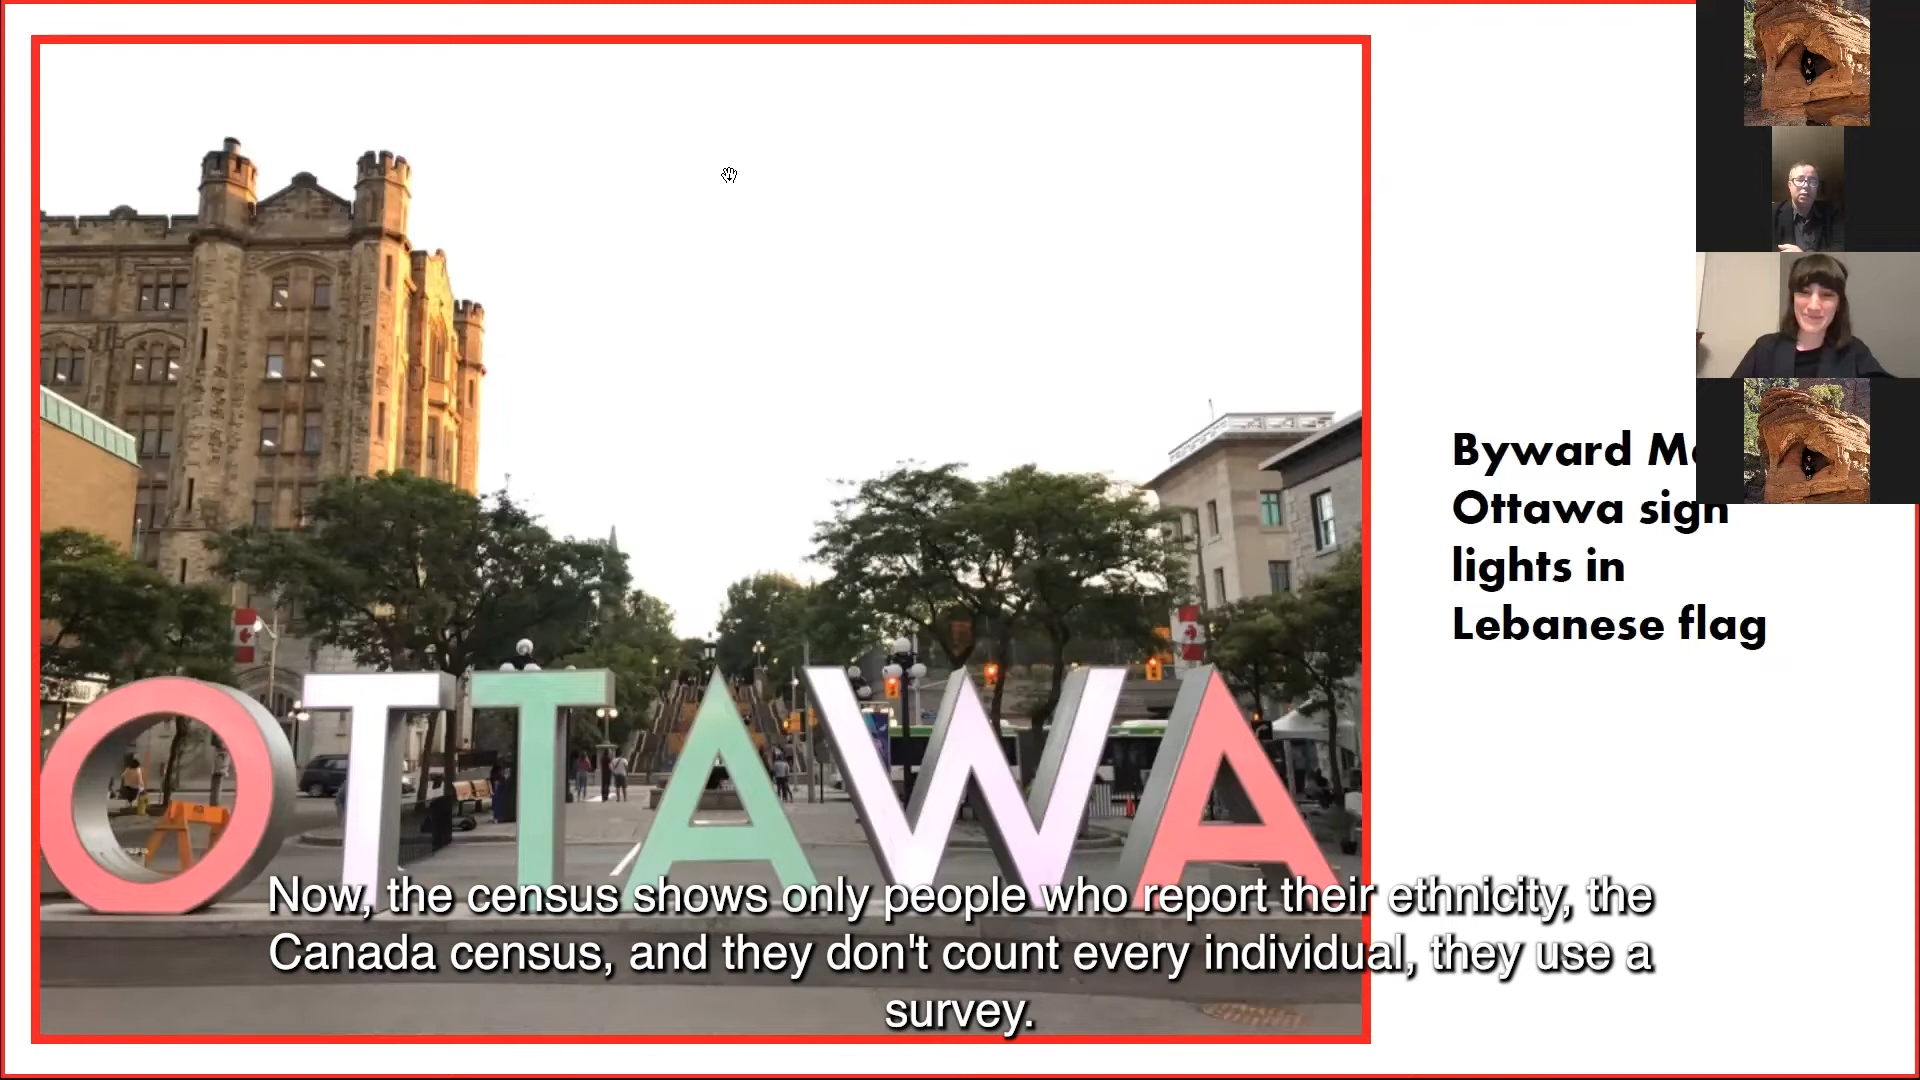 Byward
Ottawa sign
lights in
Lebanese flag
OTTAWA
Now, the census shows only people who report their ethnicity, the
Canada census, and they don't count every individual, they use a
survey.